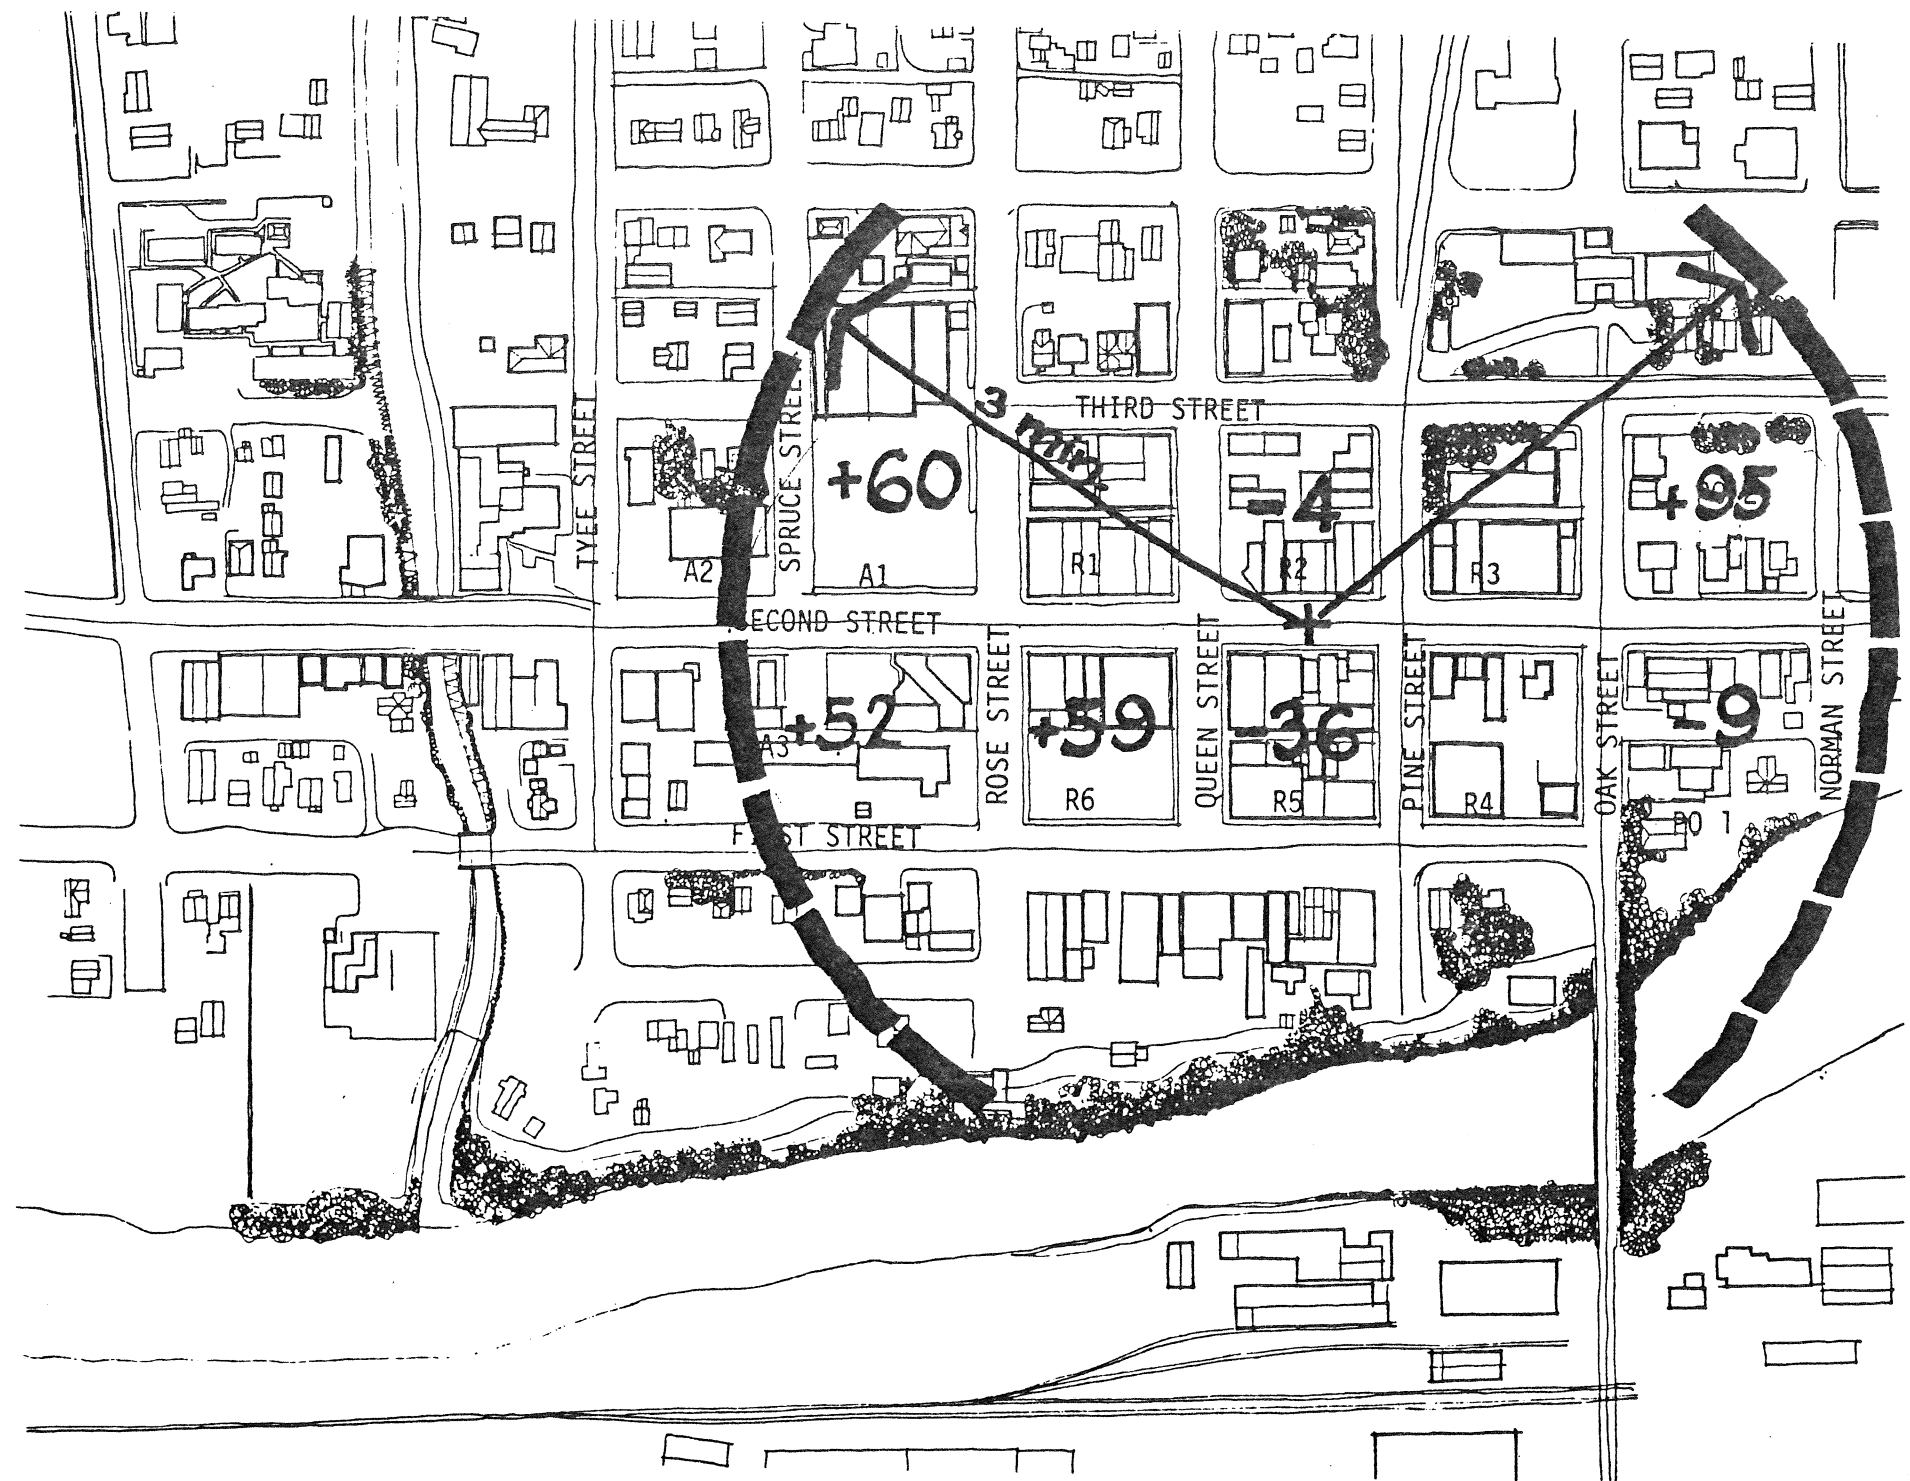 3 min.
THIRD STREET
TYEE STREET
SPRUCE STREET
+60
-4
+95
A2
A1
R1
R2
R3
ECOND STREET
ROSE STREET
QUEEN STREET
PINE STREET
OAK STREET
NORMAN STREET
+52
+59
-36
-9
A3
R6
R5
R4
PO 1
F ST STREET